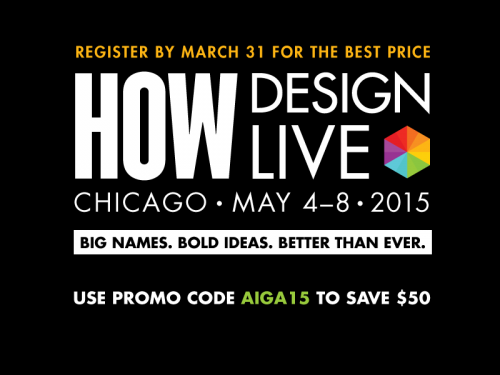 REGISTER BY MARCH 31 FOR THE BEST PRICE
HOW DESIGN
LIVE
CHICAGO • MAY 4–8 • 2015
BIG NAMES. BOLD IDEAS. BETTER THAN EVER.
USE PROMO CODE AIGA15 TO SAVE $50